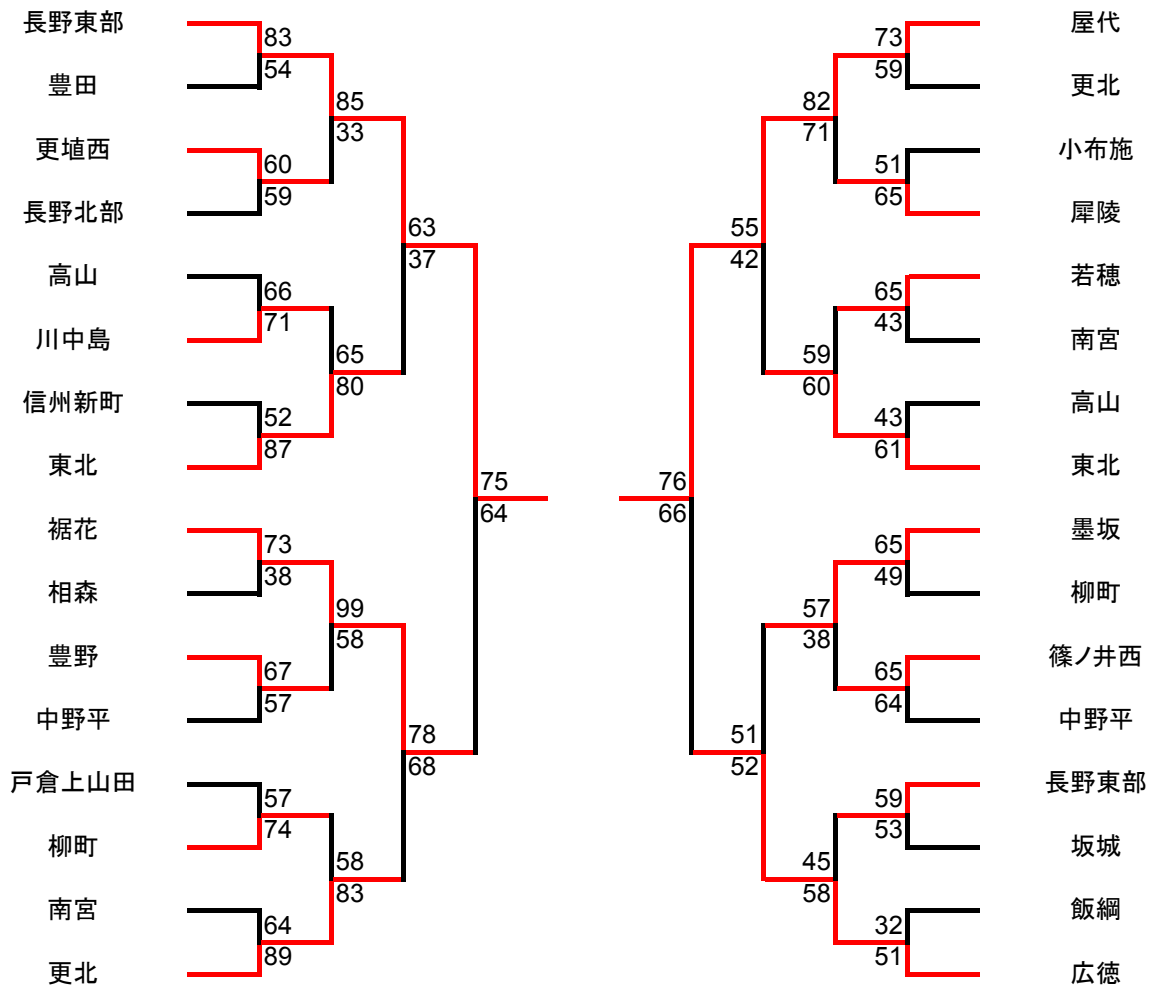 長野東部
83
54
豊田
85
33
更埴西
60
59
長野北部
63
37
高山
66
71
川中島
65
80
信州新町
52
87
東北
75
64
裾花
73
38
相森
99
58
豊野
67
57
中野平
78
68
戸倉上山田
57
74
柳町
58
83
南宮
64
89
更北
屋代
73
59
更北
82
71
小布施
51
65
犀陵
55
42
若穂
65
43
南宮
59
60
高山
43
61
東北
76
66
墨坂
65
49
柳町
57
38
篠ノ井西
65
64
中野平
51
52
長野東部
59
53
坂城
45
58
飯綱
32
51
広徳